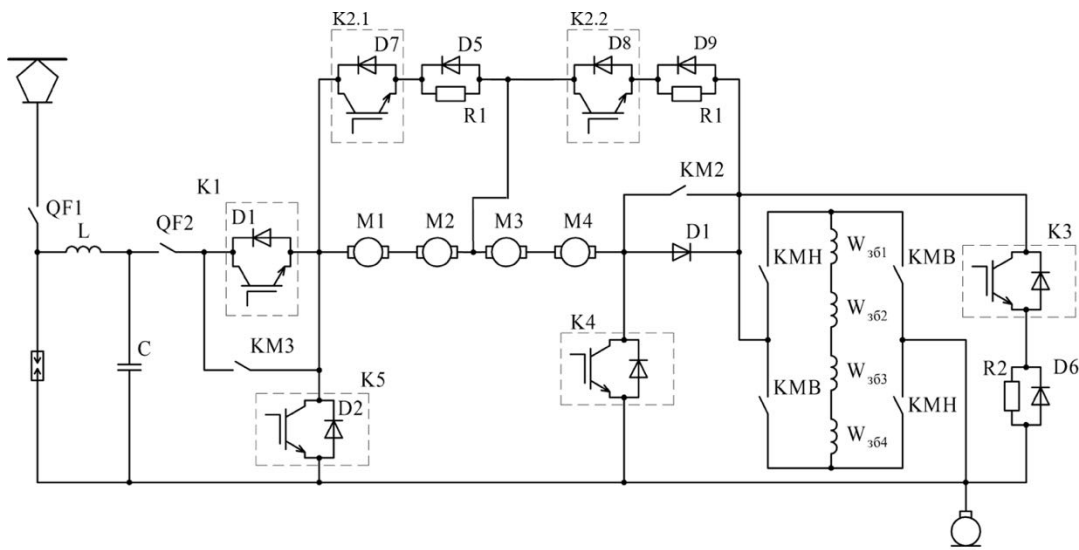 K2.1
K2.2
D7
D5
D8
D9
R1
R1
KM2
QF1
L
QF2
K1
D1
M1
M2
M3
M4
D1
KMH
Wзб1
KMB
K3
Wзб2
K4
C
KM3
K5
D2
KMB
Wзб3
KMH
R2
D6
Wзб4